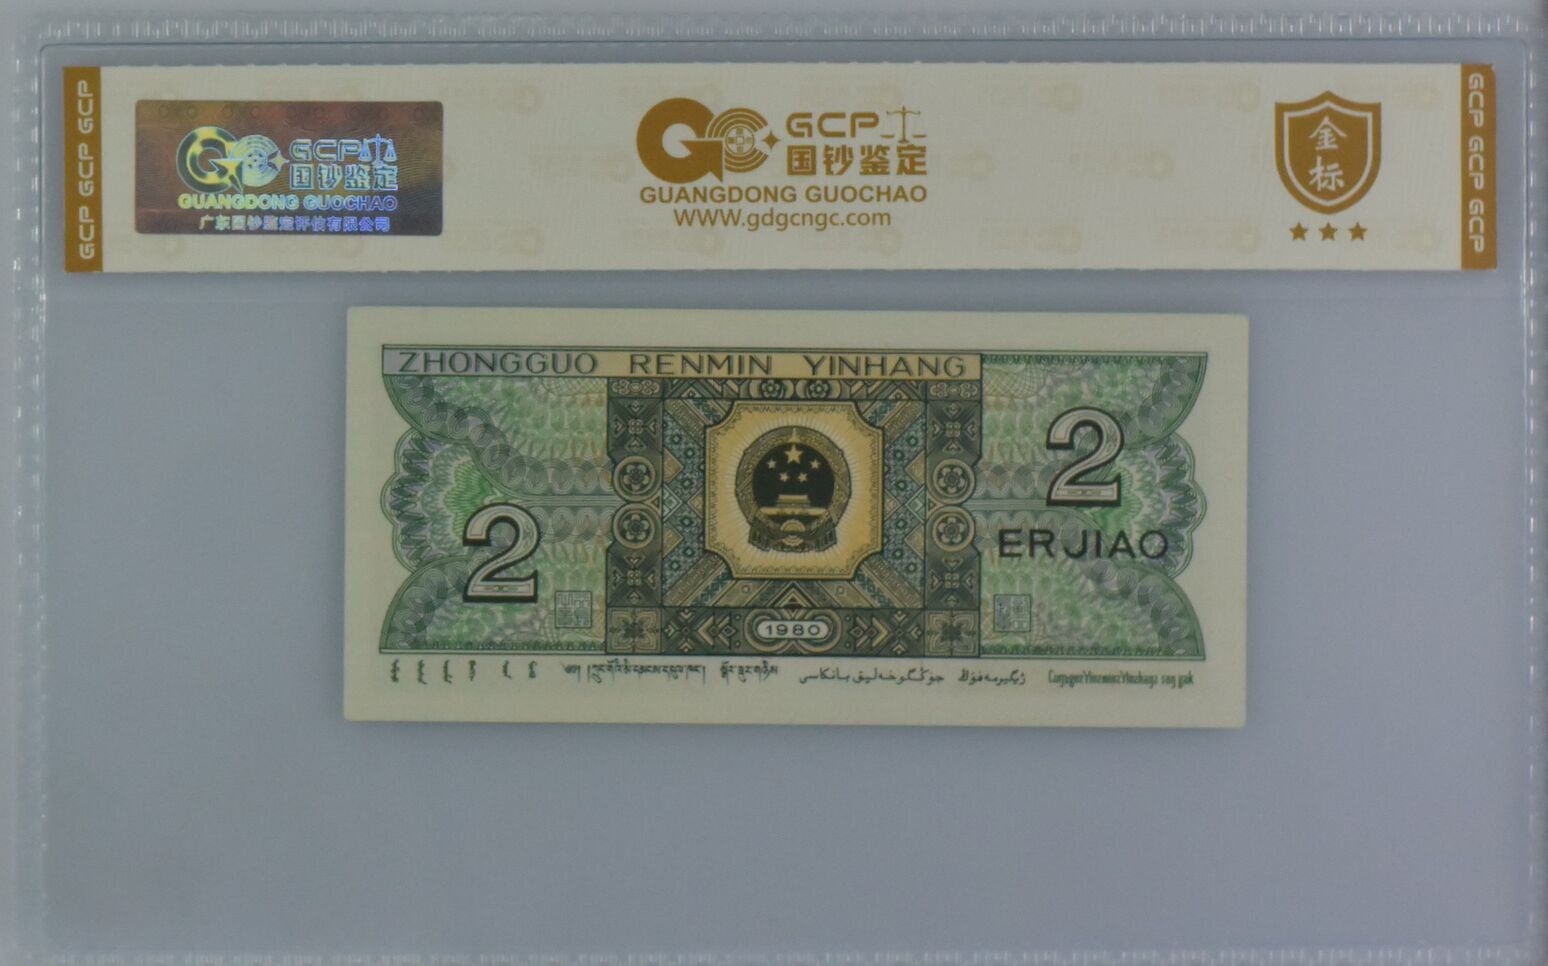 GCP GCP GCP
GCP
国钞鉴定
GUANGDONG GUOCHAO
广东国钞鉴定评估有限公司
GCP
国钞鉴定
GUANGDONG GUOCHAO
WWW.gdgcngc.com
金标
GCP GCP GCP
ZHONGGUO RENMIN YINHANG
2
2
ERJIAO
1980